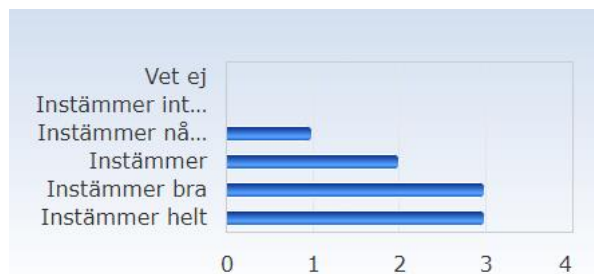 Vet ej
Instämmer int...
Instämmer nå...
Instämmer
Instämmer bra
Instämmer helt
0 1 2 3 4